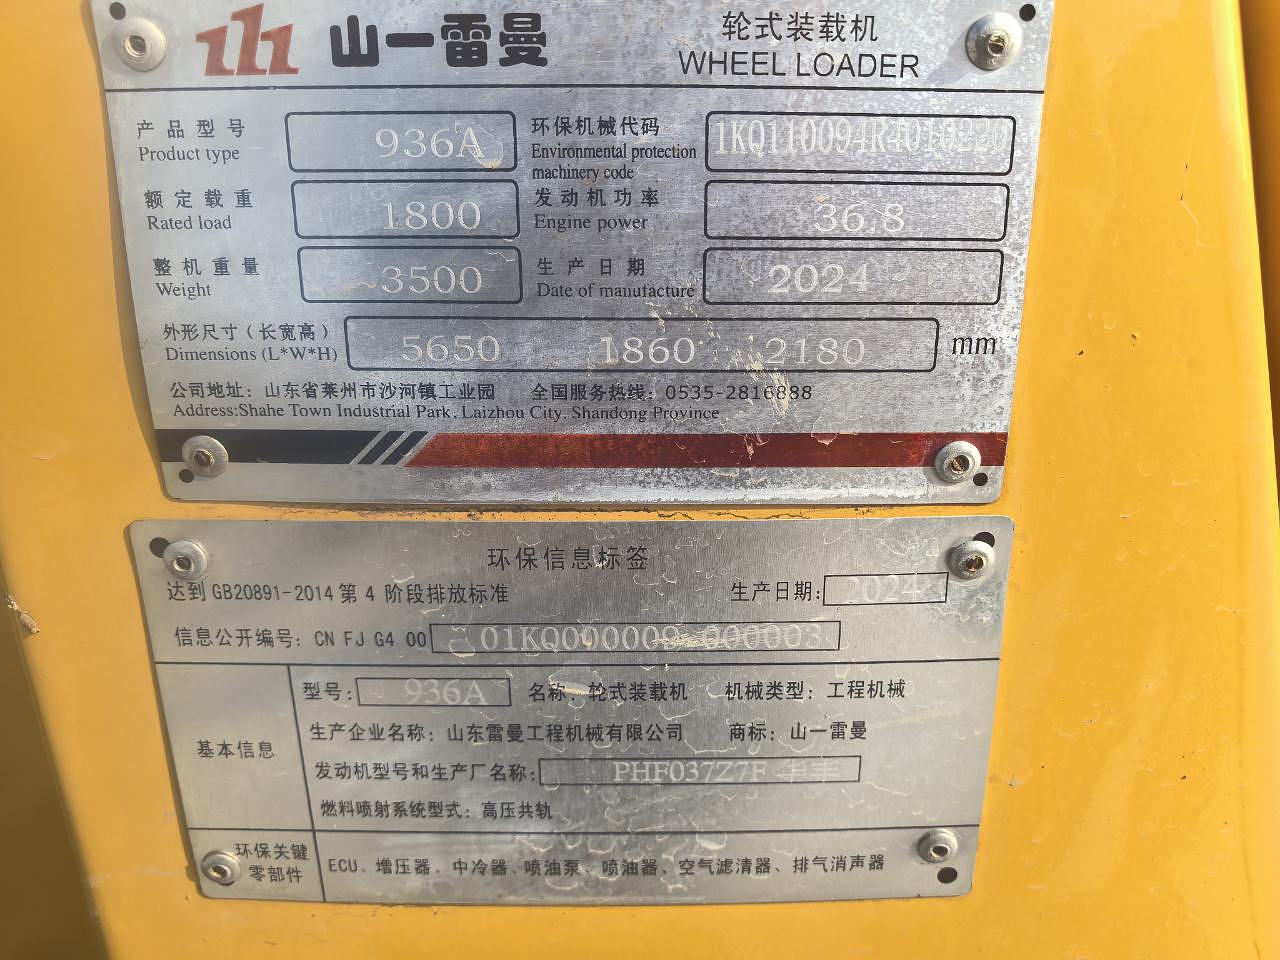 山一雷曼
轮式装载机
WHEEL LOADER
产品型号 936A 环保机械代码 1KQ110094R4010220
Product type Environmental protection machinery code
额定载重 1800 发动机功率 36.8
Rated load Engine power
整机重量 3500 生产日期 2024
Weight Date of manufacture
外形尺寸(长宽高) 5650 1860 2180 mm
Dimensions (L*W*H)
公司地址:山东省莱州市沙河镇工业园 全国服务热线:0535-2816888
Address:Shahe Town Industrial Park, Laizhou City, Shandong Province
环保信息标签
达到 GB20891-2014 第 4 阶段排放标准 生产日期: 2024
信息公开编号: CN FJ G4 00 01KQ000009 000003
型号: 936A 名称:轮式装载机 机械类型:工程机械
基本信息
生产企业名称:山东雷曼工程机械有限公司 商标:山一雷曼
发动机型号和生产厂名称: PHF037Z7F
燃料喷射系统型式:高压共轨
环保关键零部件
ECU、增压器、中冷器、喷油泵、喷油器、空气滤清器、排气消声器